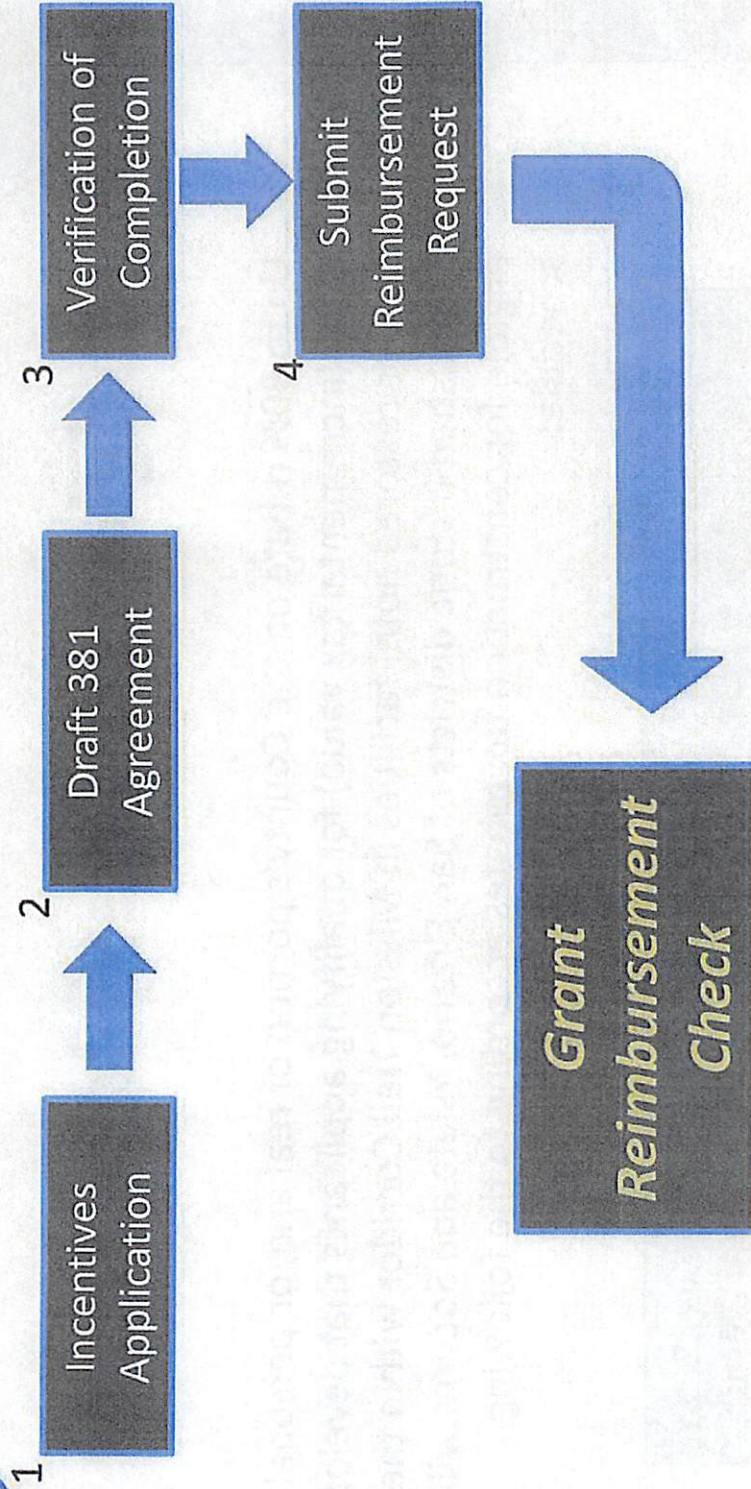 1
Incentives
Application
2
Draft 381
Agreement
3
Verification of
Completion
4
Submit
Reimbursement
Request
Grant
Reimbursement
Check